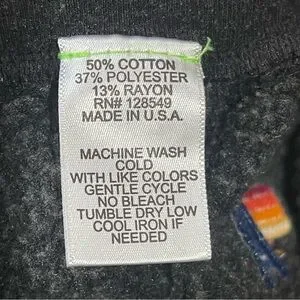 50% COTTON
37% POLYESTER
13% RAYON
RN# 128549
MADE IN U.S.A.
MACHINE WASH
COLD
WITH LIKE COLORS
GENTLE CYCLE
NO BLEACH
TUMBLE DRY LOW
COOL IRON IF
NEEDED